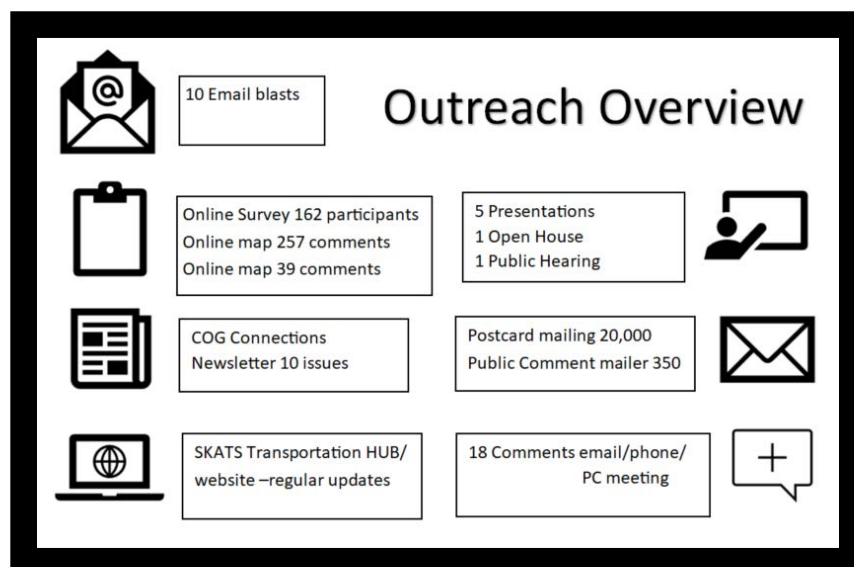 10 Email blasts
Outreach Overview
Online Survey 162 participants
Online map 257 comments
Online map 39 comments
5 Presentations
1 Open House
1 Public Hearing
COG Connections
Newsletter 10 issues
Postcard mailing 20,000
Public Comment mailer 350
SKATS Transportation HUB/
website –regular updates
18 Comments email/phone/
PC meeting